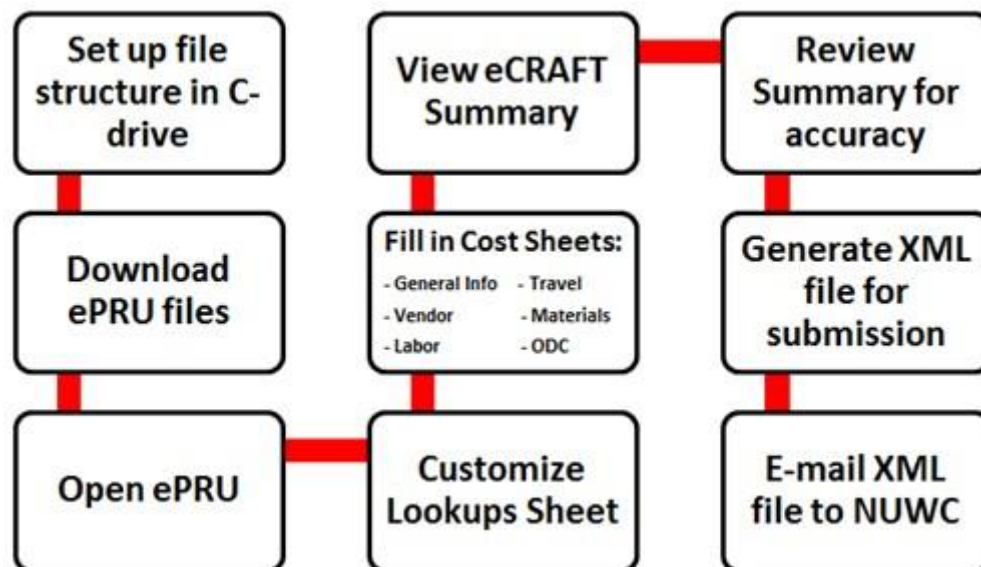 Set up file
structure in C-
drive
Download
ePRU files
Open ePRU
Customize
Lookups Sheet
Fill in Cost Sheets:
- General Info - Travel
- Vendor - Materials
- Labor - ODC
View eCRAFT
Summary
Review
Summary for
accuracy
Generate XML
file for
submission
E-mail XML
file to NUWC